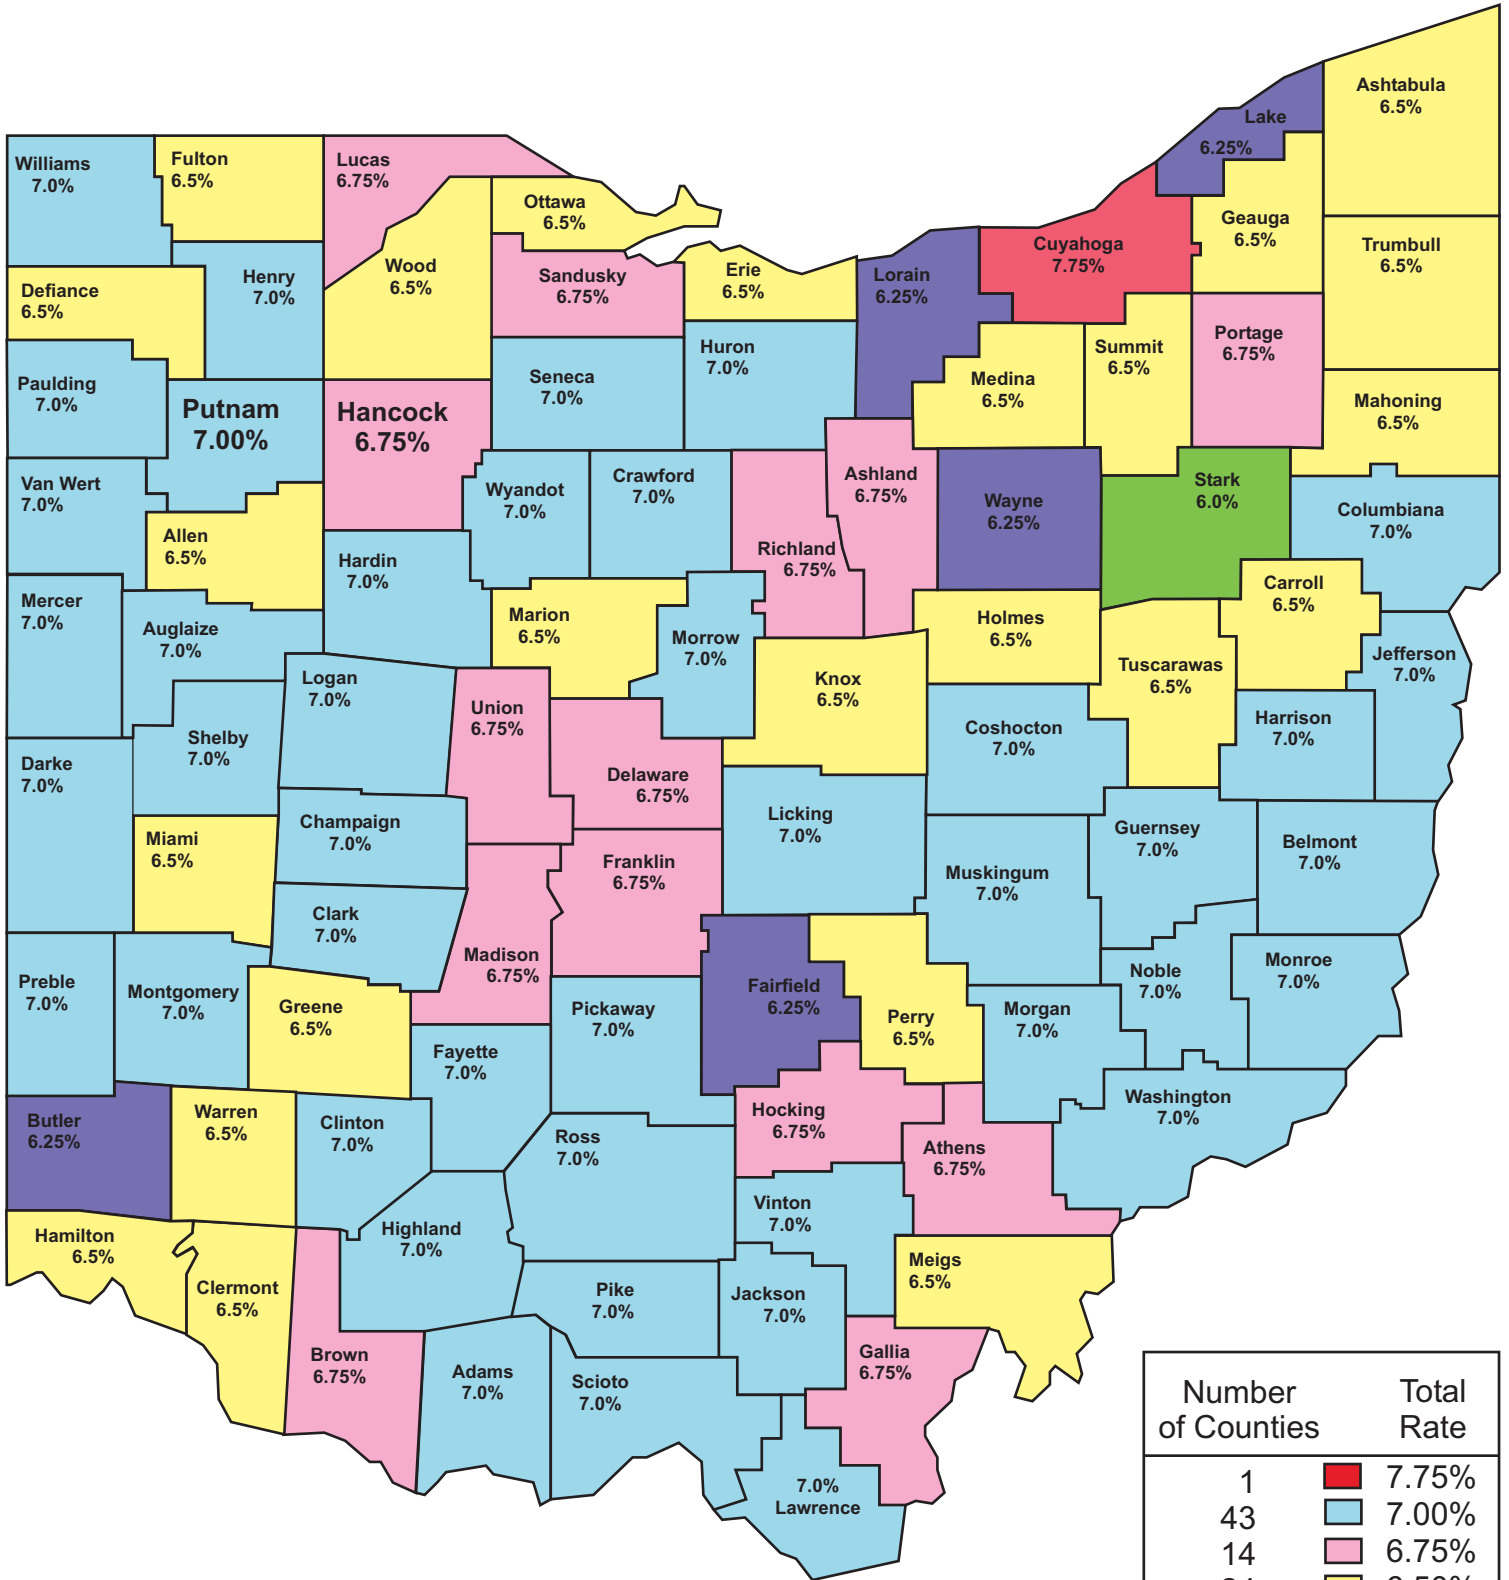 Ashtabula
6.5%
Lake
6.25%
Williams
7.0%
Fulton
6.5%
Lucas
6.75%
Ottawa
6.5%
Geauga
6.5%
Cuyahoga
7.75%
Trumbull
6.5%
Henry
7.0%
Wood
6.5%
Sandusky
6.75%
Erie
6.5%
Lorain
6.25%
Defiance
6.5%
Portage
6.75%
Summit
6.5%
Huron
7.0%
Medina
6.5%
Seneca
7.0%
Paulding
7.0%
Putnam
7.00%
Hancock
6.75%
Mahoning
6.5%
Van Wert
7.0%
Wyandot
7.0%
Crawford
7.0%
Ashland
6.75%
Wayne
6.25%
Stark
6.0%
Columbiana
7.0%
Allen
6.5%
Hardin
7.0%
Richland
6.75%
Carroll
6.5%
Mercer
7.0%
Auglaize
7.0%
Marion
6.5%
Morrow
7.0%
Holmes
6.5%
Jefferson
7.0%
Tuscarawas
6.5%
Logan
7.0%
Knox
6.5%
Union
6.75%
Coshocton
7.0%
Harrison
7.0%
Shelby
7.0%
Darke
7.0%
Delaware
6.75%
Licking
7.0%
Champaign
7.0%
Miami
6.5%
Guernsey
7.0%
Belmont
7.0%
Franklin
6.75%
Muskingum
7.0%
Clark
7.0%
Madison
6.75%
Preble
7.0%
Montgomery
7.0%
Greene
6.5%
Pickaway
7.0%
Fairfield
6.25%
Perry
6.5%
Morgan
7.0%
Noble
7.0%
Monroe
7.0%
Fayette
7.0%
Butler
6.25%
Warren
6.5%
Clinton
7.0%
Ross
7.0%
Hocking
6.75%
Athens
6.75%
Washington
7.0%
Vinton
7.0%
Hamilton
6.5%
Highland
7.0%
Meigs
6.5%
Clermont
6.5%
Pike
7.0%
Jackson
7.0%
Brown
6.75%
Adams
7.0%
Scioto
7.0%
Gallia
6.75%
7.0%
Lawrence
Number Total
of Counties Rate
1 7.75%
43 7.00%
14 6.75%